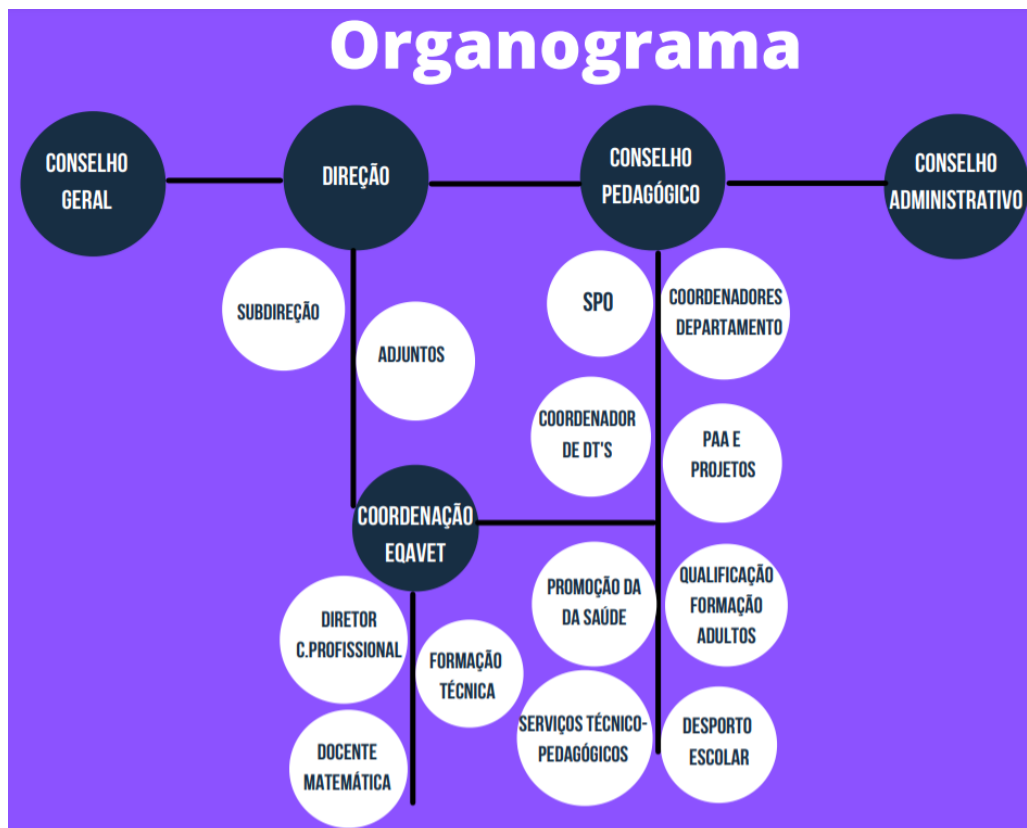 Organograma
CONSELHO
GERAL
DIREÇÃO
CONSELHO
PEDAGÓGICO
CONSELHO
ADMINISTRATIVO
SUBDIREÇÃO
ADJUNTOS
SPO
COORDENADORES
DEPARTAMENTO
COORDENADOR
DE DT'S
PAA E
PROJETOS
COORDENAÇÃO
EQAVET
PROMOÇÃO DA
DA SAÚDE
QUALIFICAÇÃO
FORMAÇÃO
ADULTOS
DIRETOR
C.PROFISSIONAL
FORMAÇÃO
TÉCNICA
DOCENTE
MATEMÁTICA
SERVIÇOS TÉCNICO-
PEDAGÓGICOS
DESPORTO
ESCOLAR